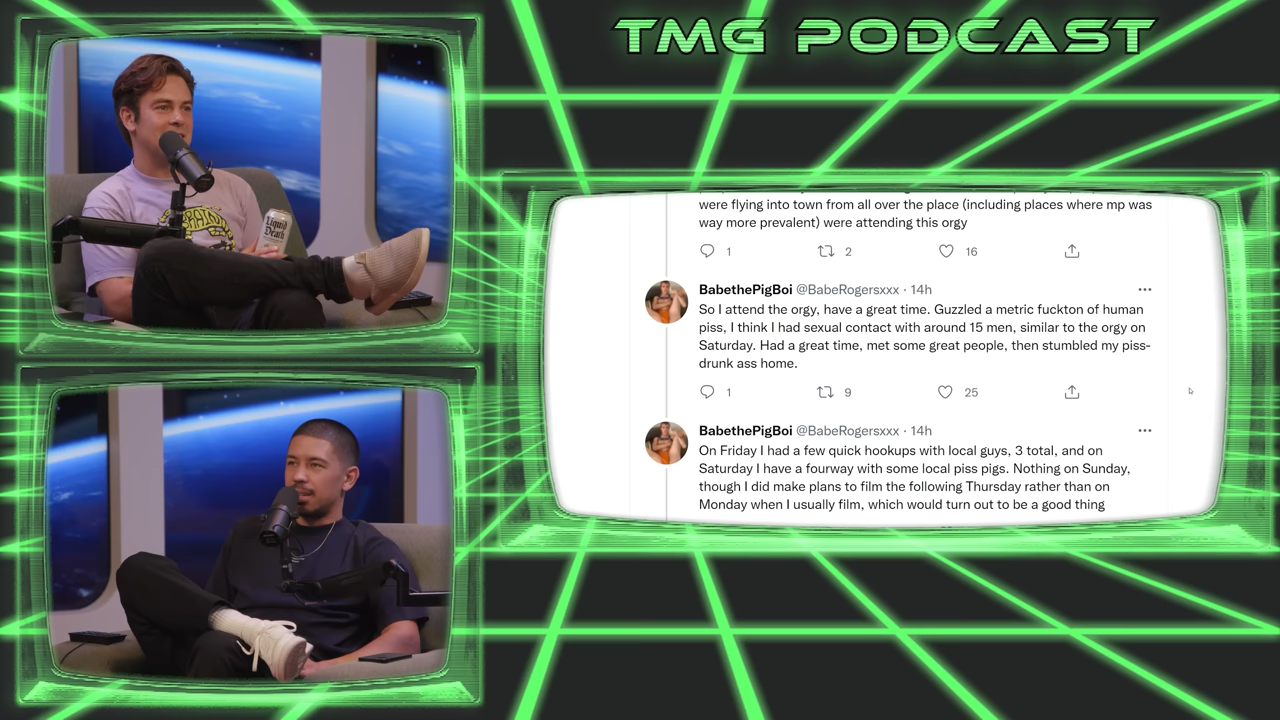 TMG PODCAST
BRAIN
Liquid
Death
were flying into town from all over the place (including places where mp was
way more prevalent) were attending this orgy
1 2 16
BabethePigBoi @BabeRogersxxx · 14h
So I attend the orgy, have a great time. Guzzled a metric fuckton of human
piss, I think I had sexual contact with around 15 men, similar to the orgy on
Saturday. Had a great time, met some great people, then stumbled my piss-
drunk ass home.
1 9 25
BabethePigBoi @BabeRogersxxx · 14h
On Friday I had a few quick hookups with local guys, 3 total, and on
Saturday I have a fourway with some local piss pigs. Nothing on Sunday,
though I did make plans to film the following Thursday rather than on
Monday when I usually film, which would turn out to be a good thing